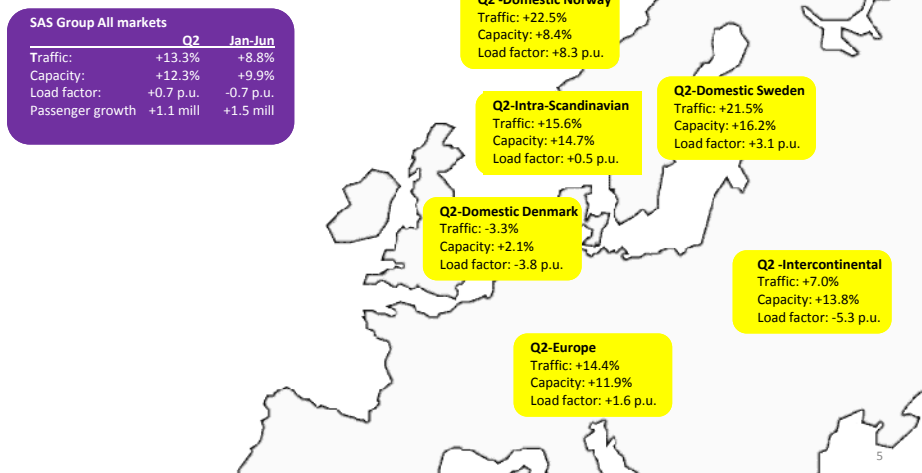 SAS Group All markets
Q2 Jan-Jun
Traffic: +13.3% +8.8%
Capacity: +12.3% +9.9%
Load factor: +0.7 p.u. -0.7 p.u.
Passenger growth +1.1 mill +1.5 mill
Q2 -Domestic Norway
Traffic: +22.5%
Capacity: +8.4%
Load factor: +8.3 p.u.
Q2-Intra-Scandinavian
Traffic: +15.6%
Capacity: +14.7%
Load factor: +0.5 p.u.
Q2-Domestic Sweden
Traffic: +21.5%
Capacity: +16.2%
Load factor: +3.1 p.u.
Q2-Domestic Denmark
Traffic: -3.3%
Capacity: +2.1%
Load factor: -3.8 p.u.
Q2 -Intercontinental
Traffic: +7.0%
Capacity: +13.8%
Load factor: -5.3 p.u.
Q2-Europe
Traffic: +14.4%
Capacity: +11.9%
Load factor: +1.6 p.u.
5